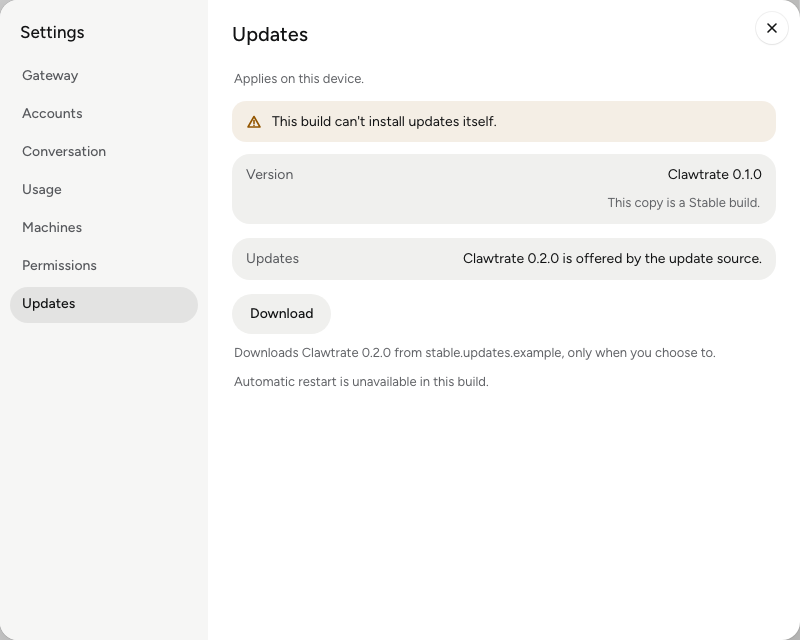 Settings
Gateway
Accounts
Conversation
Usage
Machines
Permissions
Updates
Updates
Applies on this device.
This build can't install updates itself.
Version
Clawtrate 0.1.0
This copy is a Stable build.
Updates
Clawtrate 0.2.0 is offered by the update source.
Download
Downloads Clawtrate 0.2.0 from stable.updates.example, only when you choose to.
Automatic restart is unavailable in this build.